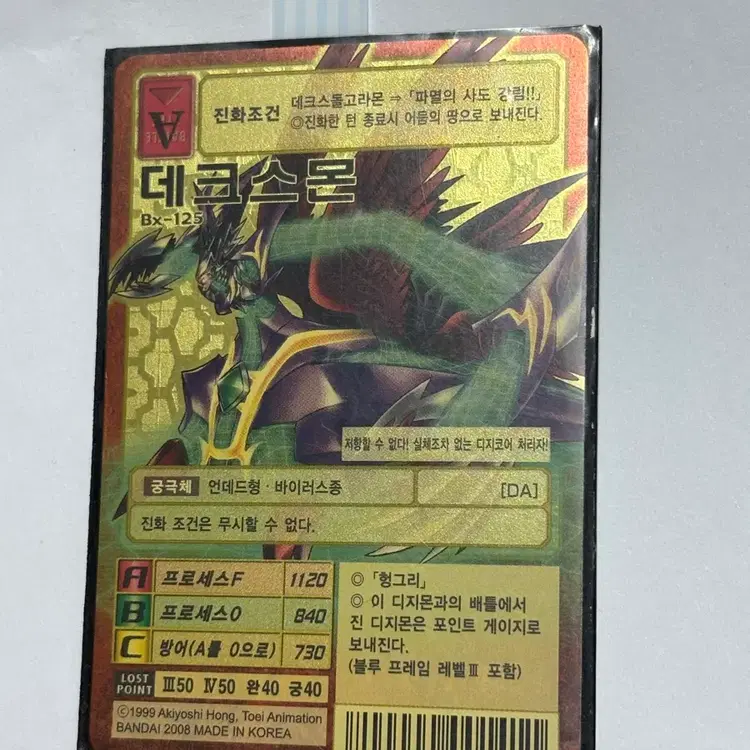 진화조건
데크스돌고라몬 ⇒ 「파멸의 사도 강림!!」
◎진화한 턴 종료시 어둠의 땅으로 보내진다.
데크스몬
Bx-125
저항할 수 없다! 실체조차 없는 디지코어 처리자!
궁극체 언데드형·바이러스종 [DA]
진화 조건은 무시할 수 없다.
A 프로세스F 1120
B 프로세스0 840
C 방어(A를 0으로) 730
LOST POINT Ⅲ50 Ⅳ50 완40 궁40
◎「헝그리」
◎ 이 디지몬과의 배틀에서
진 디지몬은 포인트 게이지로
보내진다.
(블루 프레임 레벨Ⅲ 포함)
ⓒ1999 Akiyoshi Hong, Toei Animation
BANDAI 2008 MADE IN KOREA